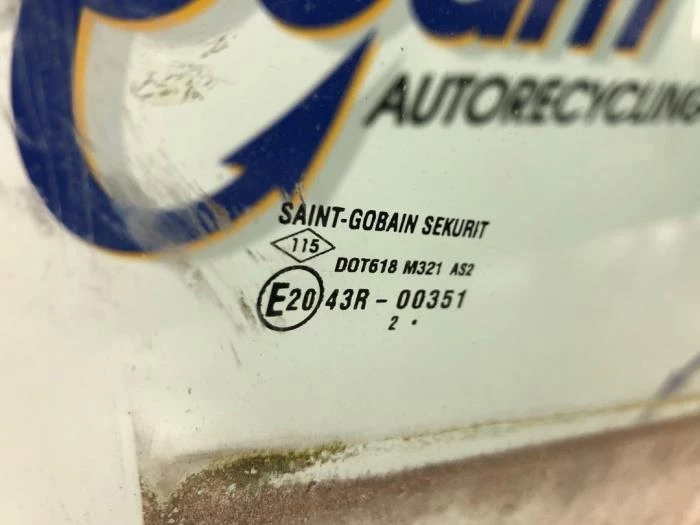 AUTORECYCLING
SAINT-GOBAIN SEKURIT
115
DOT618 M321 AS2
E20 43R - 00351
2 •